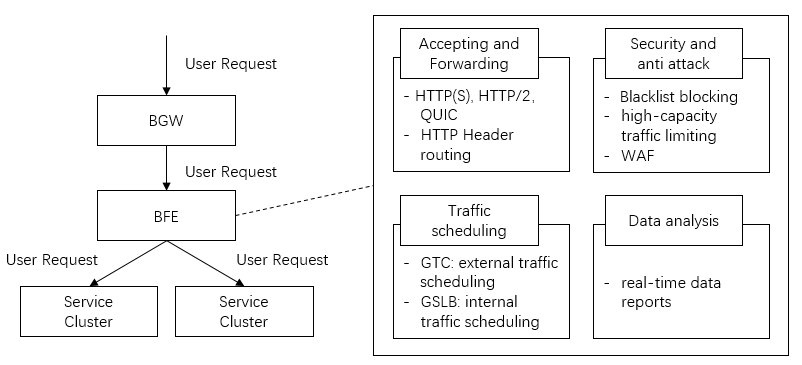 User Request
BGW
User Request
BFE
User Request
User Request
Service
Cluster
Service
Cluster
Accepting and
Forwarding
- HTTP(S), HTTP/2,
QUIC
- HTTP Header
routing
Security and
anti attack
- Blacklist blocking
- high-capacity
traffic limiting
- WAF
Traffic
scheduling
- GTC: external traffic
scheduling
- GSLB: internal
traffic scheduling
Data analysis
- real-time data
reports